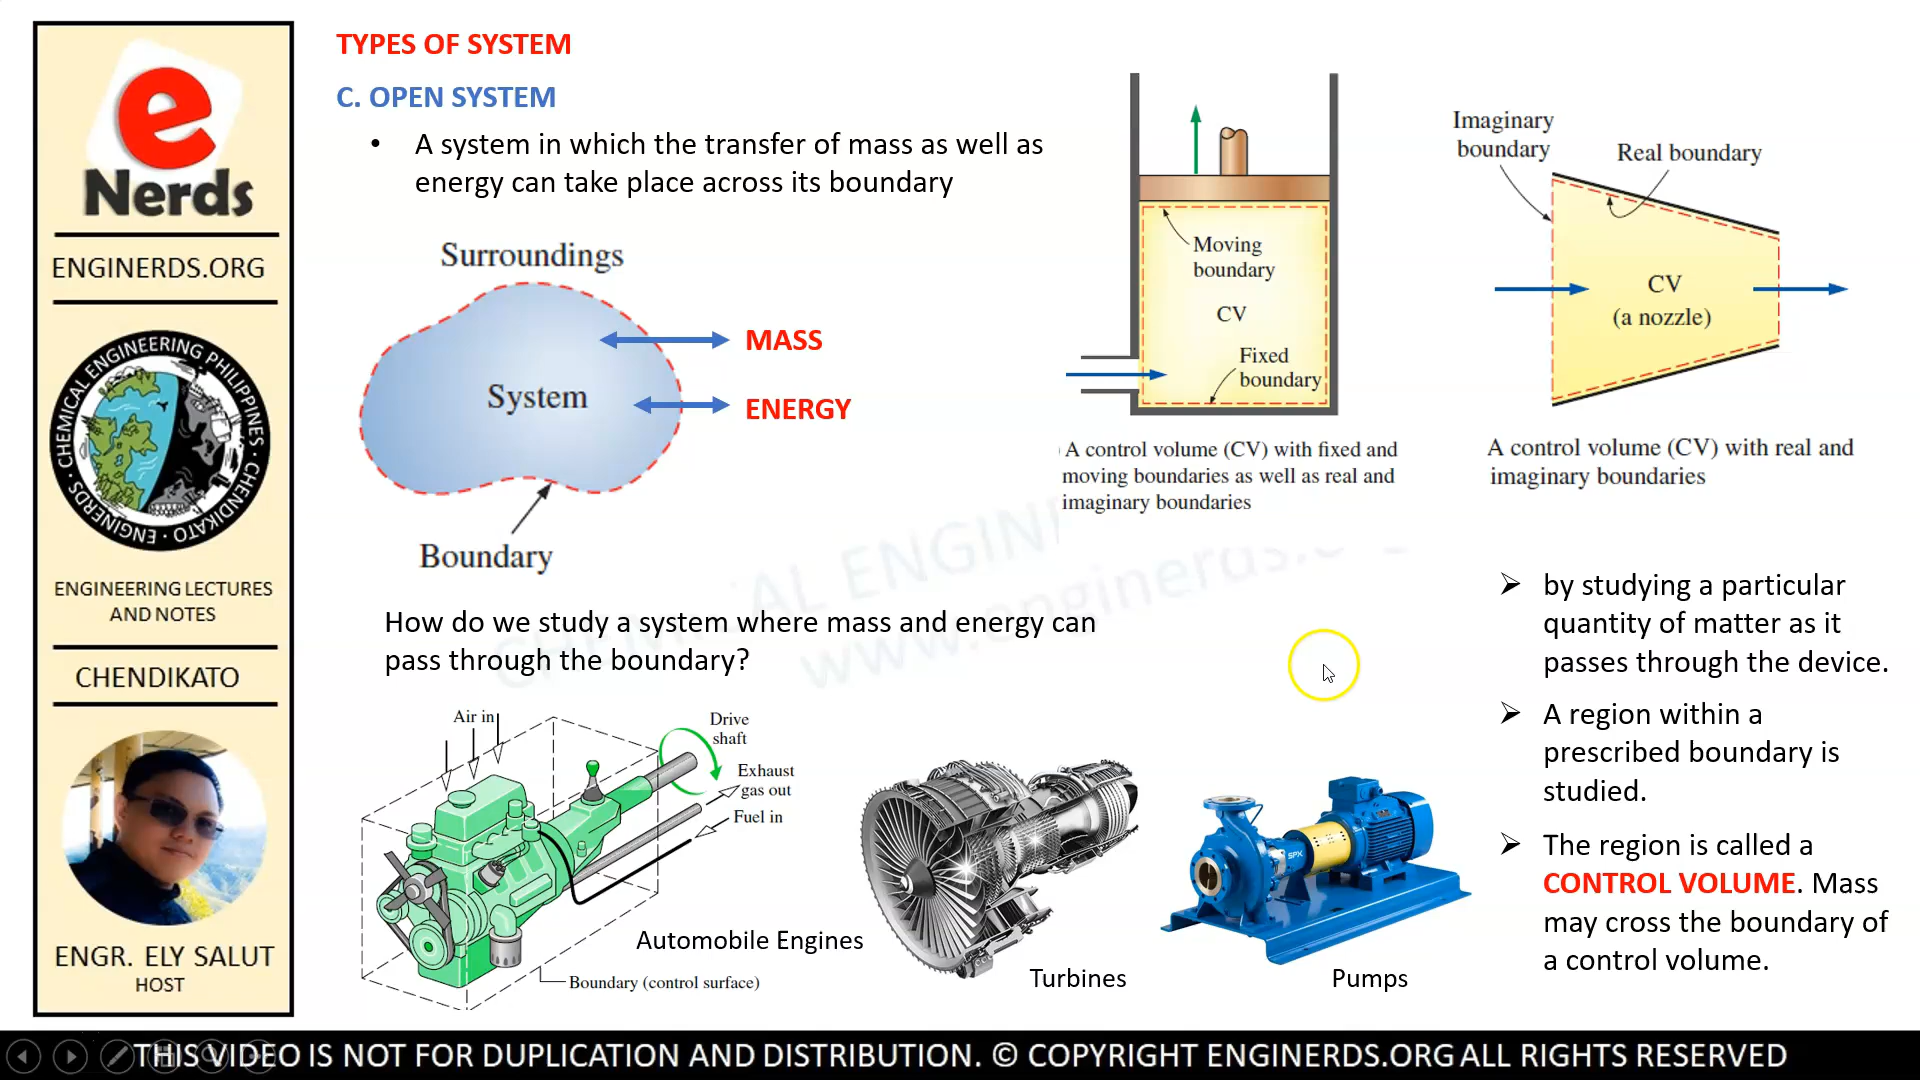 e
Nerds
ENGINERDS.ORG
CHEMICAL ENGINEERING PHILIPPINES · CHENDIKATO · ENGINERDS ·
ENGINEERING LECTURES
AND NOTES
CHENDIKATO
ENGR. ELY SALUT
HOST
TYPES OF SYSTEM
C. OPEN SYSTEM
• A system in which the transfer of mass as well as
energy can take place across its boundary
Surroundings
MASS
System
ENERGY
Boundary
Moving
boundary
CV
Fixed
boundary
A control volume (CV) with fixed and
moving boundaries as well as real and
imaginary boundaries
Imaginary
boundary
Real boundary
CV
(a nozzle)
A control volume (CV) with real and
imaginary boundaries
How do we study a system where mass and energy can
pass through the boundary?
Air in
Drive
shaft
Exhaust
gas out
Fuel in
Automobile Engines
Boundary (control surface)
Turbines
SPX
Pumps
➢ by studying a particular
quantity of matter as it
passes through the device.
➢ A region within a
prescribed boundary is
studied.
➢ The region is called a
CONTROL VOLUME. Mass
may cross the boundary of
a control volume.
THIS VIDEO IS NOT FOR DUPLICATION AND DISTRIBUTION. © COPYRIGHT ENGINERDS.ORG ALL RIGHTS RESERVED